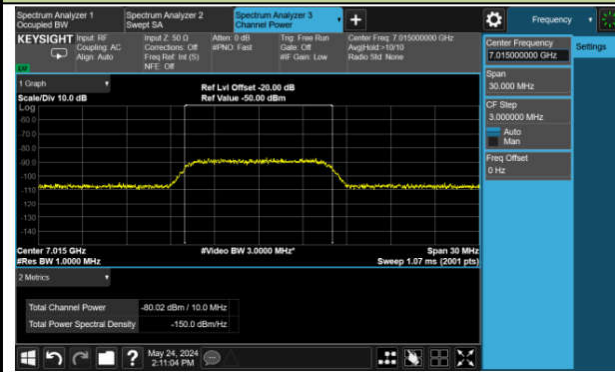 Spectrum Analyzer 1
Occupied BW
Spectrum Analyzer 2
Swept SA
Spectrum Analyzer 3
Channel Power
Frequency
KEYSIGHT
Input: RF
Coupling: AC
Align: Auto
Input Z: 50 Ω
Corrections: Off
Freq Ref: Int (S)
NFE: Off
Atten: 0 dB
#PNO: Fast
Trig: Free Run
Gate: Off
#IF Gain: Low
Center Freq: 7.015000000 GHz
Avg|Hold:>10/10
Radio Std: None
Center Frequency
7.015000000 GHz
Settings
Span
30.000 MHz
CF Step
3.000000 MHz
Auto
Man
Freq Offset
0 Hz
1 Graph
Scale/Div 10.0 dB
Ref Lvl Offset -20.00 dB
Ref Value -50.00 dBm
Log
-60.0
-70.0
-80.0
-90.0
-100
-110
-120
-130
-140
Center 7.015 GHz
#Res BW 1.0000 MHz
#Video BW 3.0000 MHz*
Span 30 MHz
Sweep 1.07 ms (2001 pts)
2 Metrics
Total Channel Power -80.02 dBm / 10.0 MHz
Total Power Spectral Density -150.0 dBm/Hz
May 24, 2024
2:11:04 PM